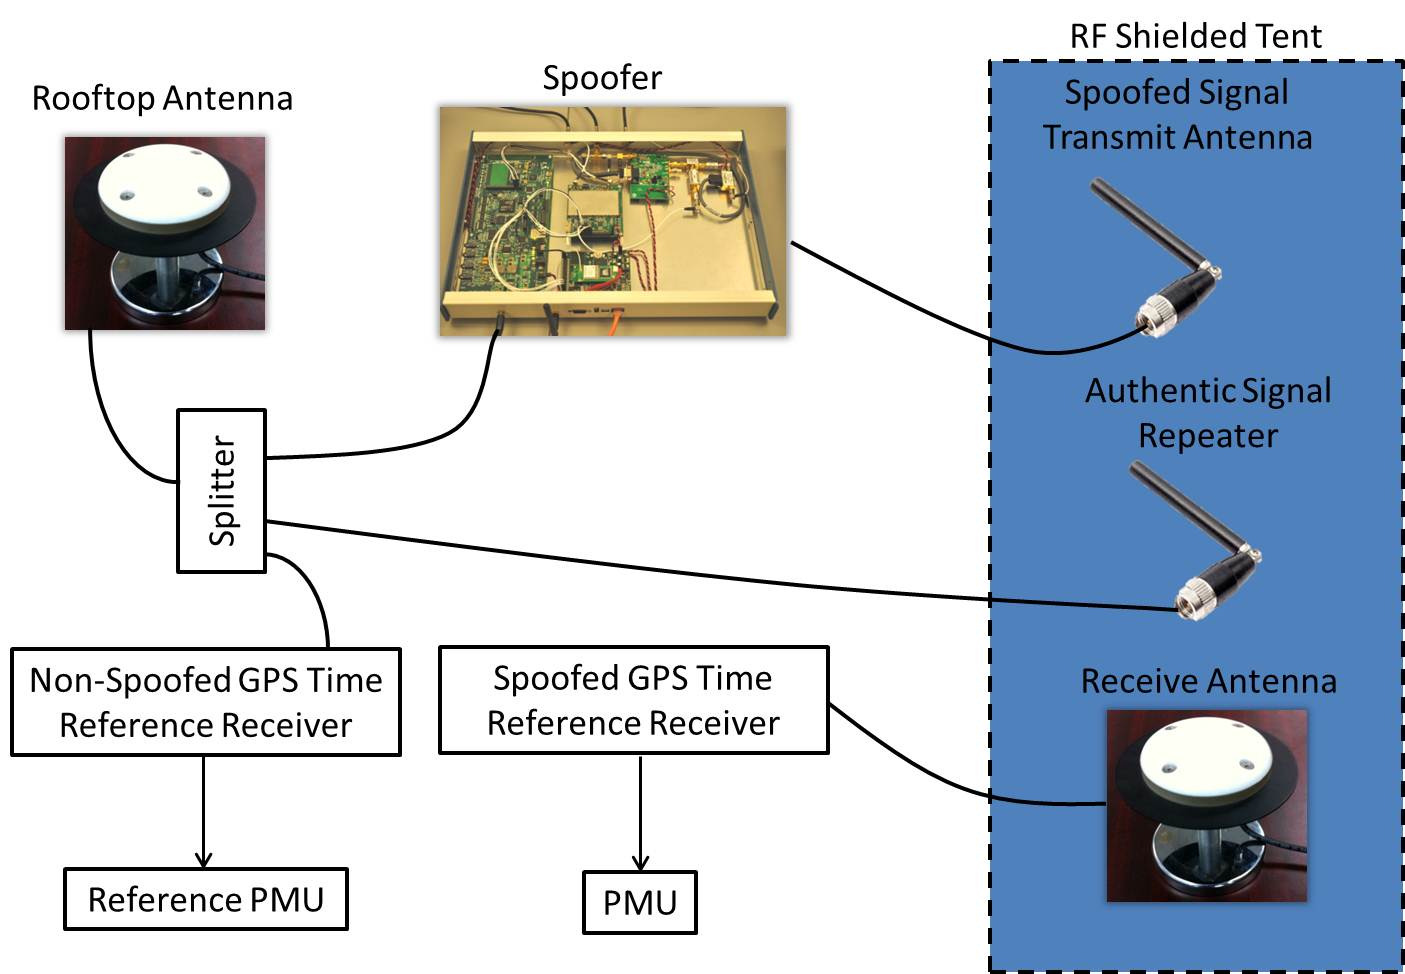 RF Shielded Tent
Rooftop Antenna
Spoofer
Spoofed Signal
Transmit Antenna
Authentic Signal
Repeater
Splitter
Non-Spoofed GPS Time
Reference Receiver
Spoofed GPS Time
Reference Receiver
Receive Antenna
Reference PMU
PMU